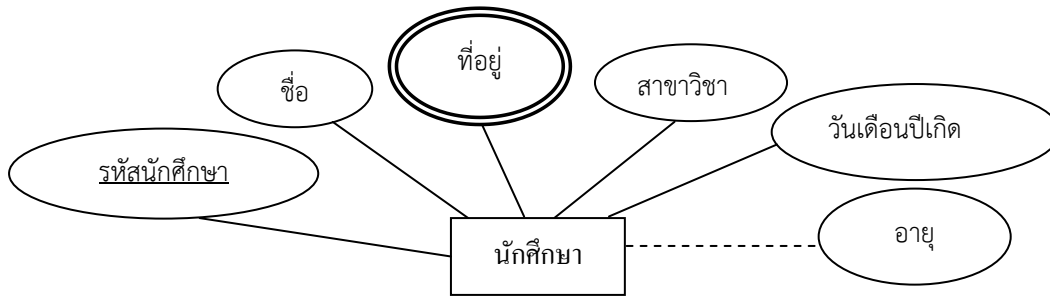 ที่อยู่
ชื่อ
สาขาวิชา
วันเดือนปีเกิด
รหัสนักศึกษา
อายุ
นักศึกษา